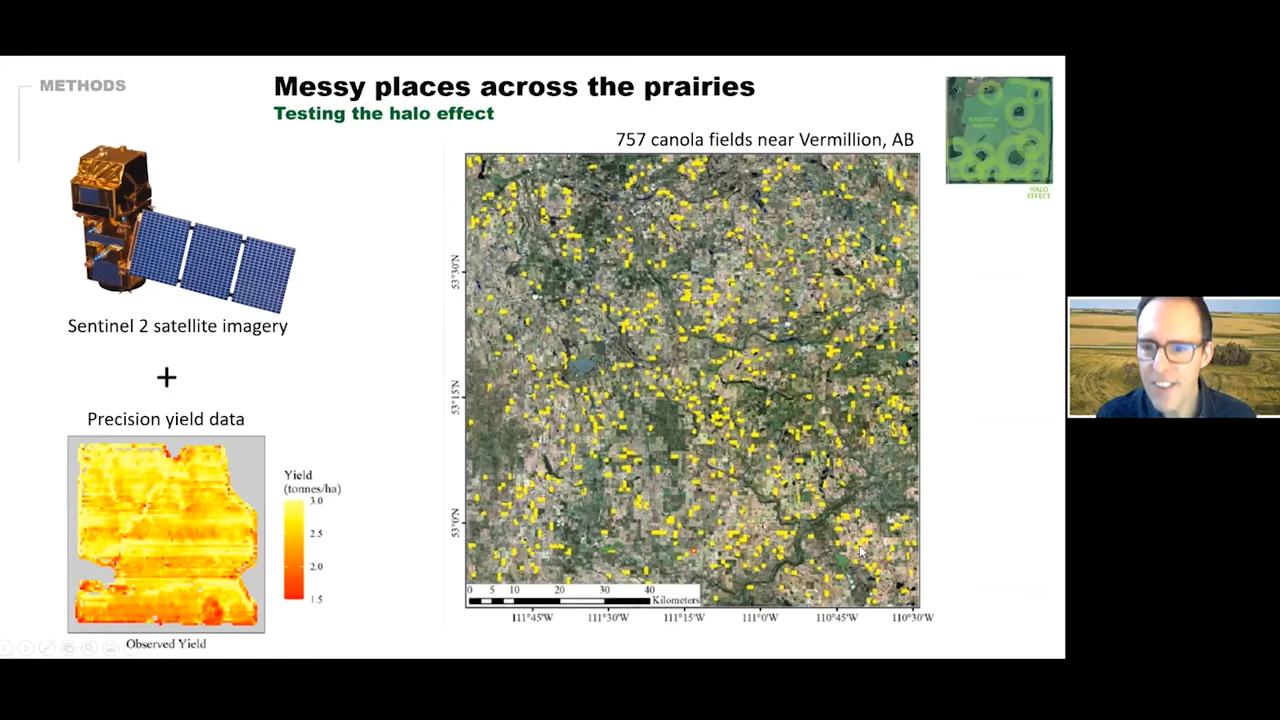 METHODS
Messy places across the prairies
Testing the halo effect
757 canola fields near Vermillion, AB
ECOSYSTEM
SERVICE
HALO
EFFECT
Sentinel 2 satellite imagery
+
Precision yield data
Yield
(tonnes/ha)
3.0
2.5
2.0
1.5
Observed Yield
53°30'N
53°15'N
53°0'N
0 5 10 20 30 40
Kilometers
111°45'W 111°30'W 111°15'W 111°0'W 110°45'W 110°30'W